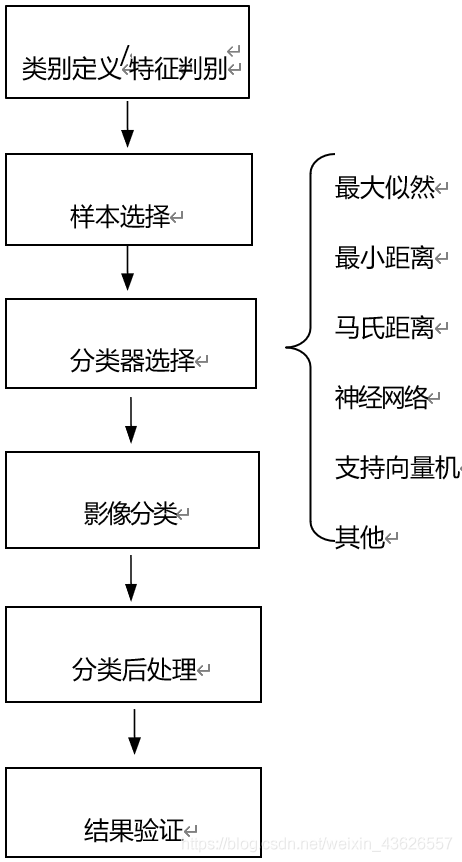 类别定义/特征判别
样本选择
分类器选择
影像分类
分类后处理
结果验证
最大似然
最小距离
马氏距离
神经网络
支持向量机
其他
https://blog.csdn.net/weixin_43626557